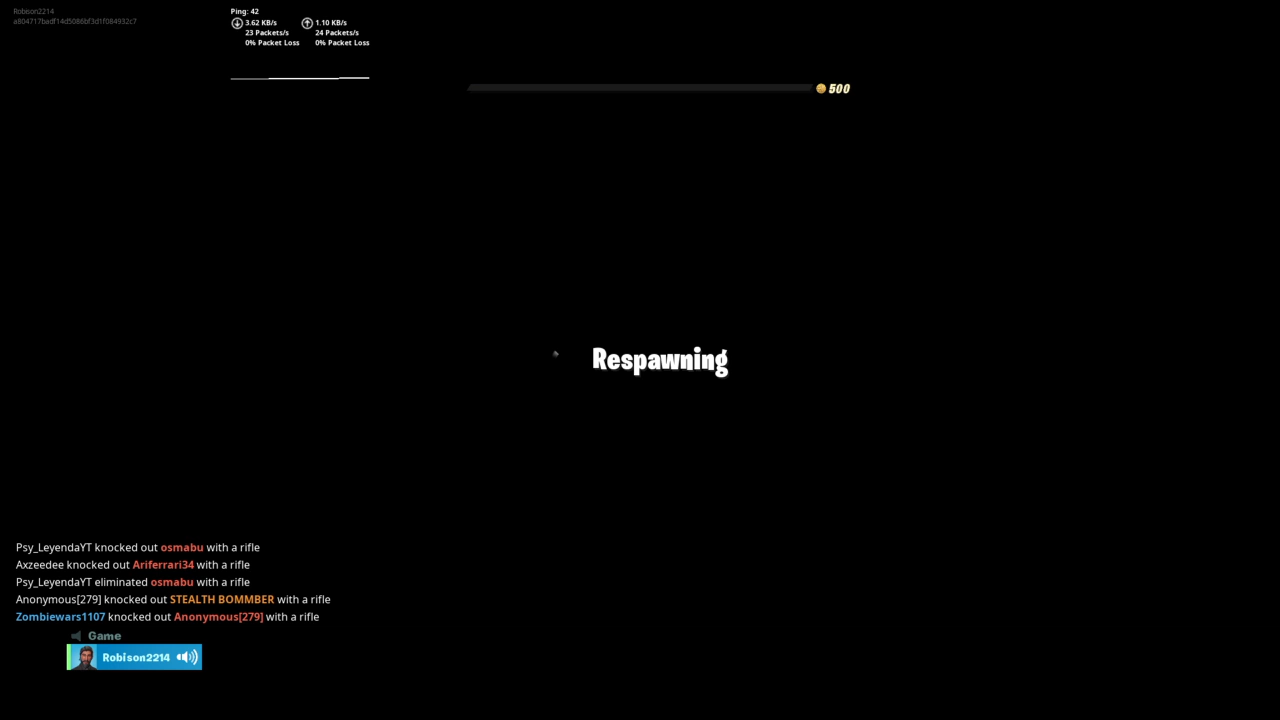 Robison2214
a804717badf14d5086bf3d1f084932c7
Ping: 42
3.62 KB/s 1.10 KB/s
23 Packets/s 24 Packets/s
0% Packet Loss 0% Packet Loss
500
Respawning
Psy_LeyendaYT knocked out osmabu with a rifle
Axzeedee knocked out Ariferrari34 with a rifle
Psy_LeyendaYT eliminated osmabu with a rifle
Anonymous[279] knocked out STEALTH BOMMBER with a rifle
Zombiewars1107 knocked out Anonymous[279] with a rifle
Game
Robison2214